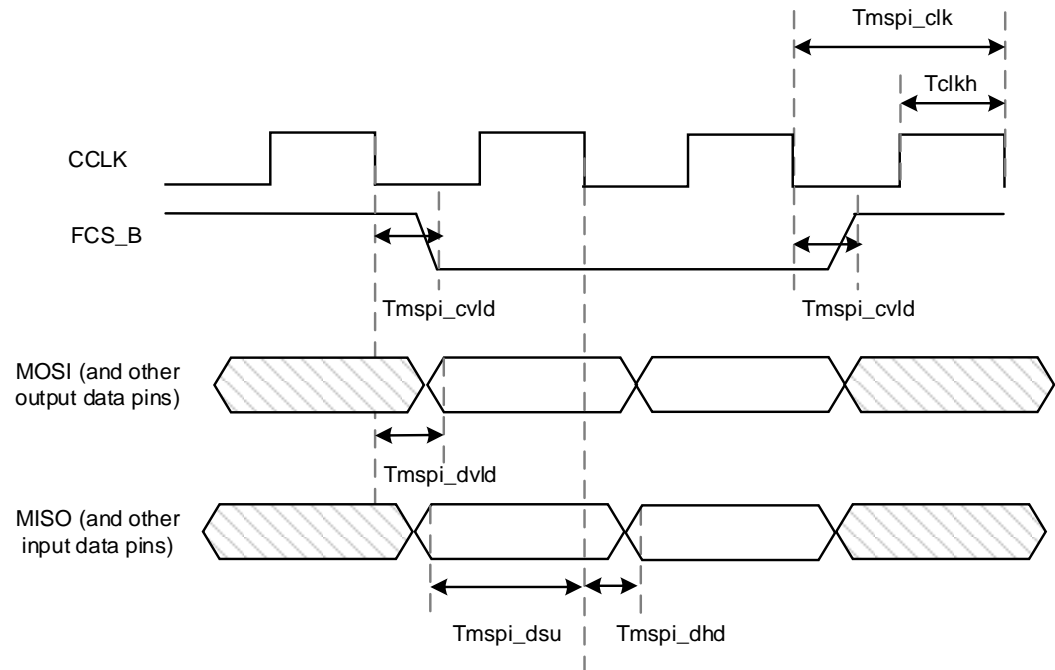 Tmspi_clk
Tclkh
CCLK
FCS_B
Tmspi_cvld
Tmspi_cvld
MOSI (and other
output data pins)
Tmspi_dvld
MISO (and other
input data pins)
Tmspi_dsu
Tmspi_dhd